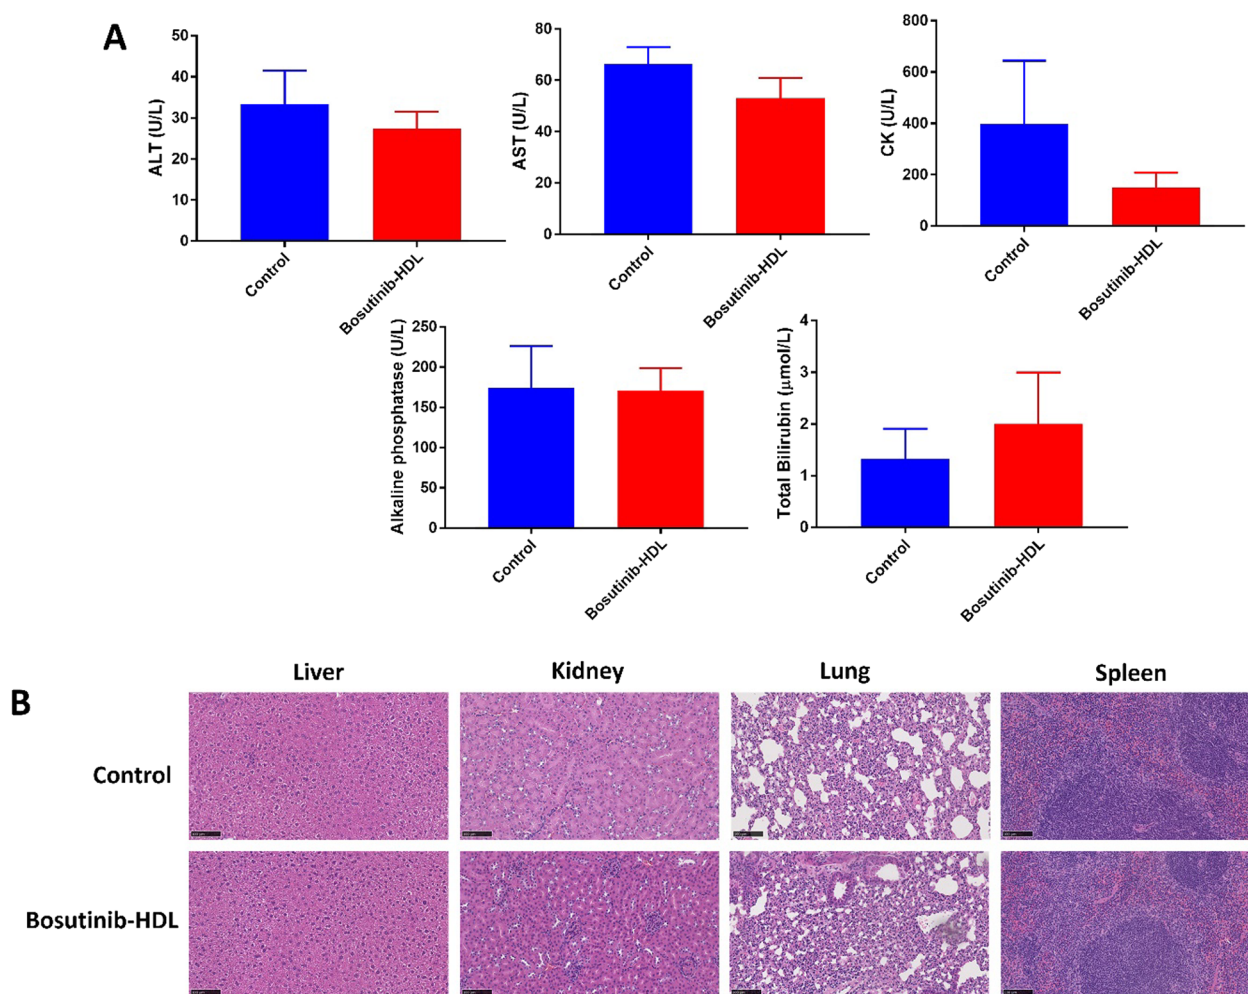 A
ALT (U/L)
50
40
30
20
10
0
Control
Bosutinib-HDL
AST (U/L)
80
60
40
20
0
Control
Bosutinib-HDL
CK (U/L)
800
600
400
200
0
Control
Bosutinib-HDL
Alkaline phosphatase (U/L)
250
200
150
100
50
0
Control
Bosutinib-HDL
Total Bilirubin (μmol/L)
4
3
2
1
0
Control
Bosutinib-HDL
B
Liver Kidney Lung Spleen
Control
Bosutinib-HDL